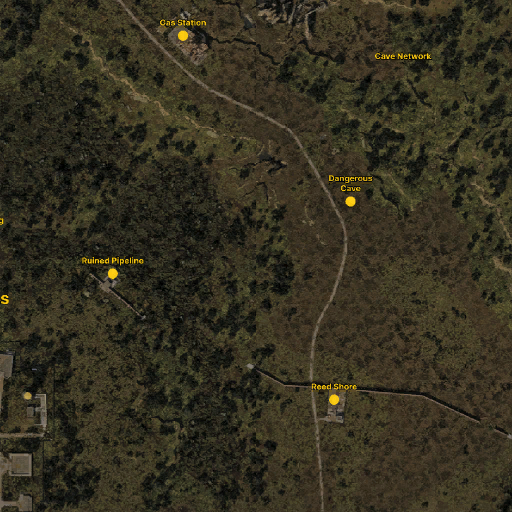 Gas Station
Cave Network
Dangerous
Cave
g
Ruined Pipeline
s
Reed Shore